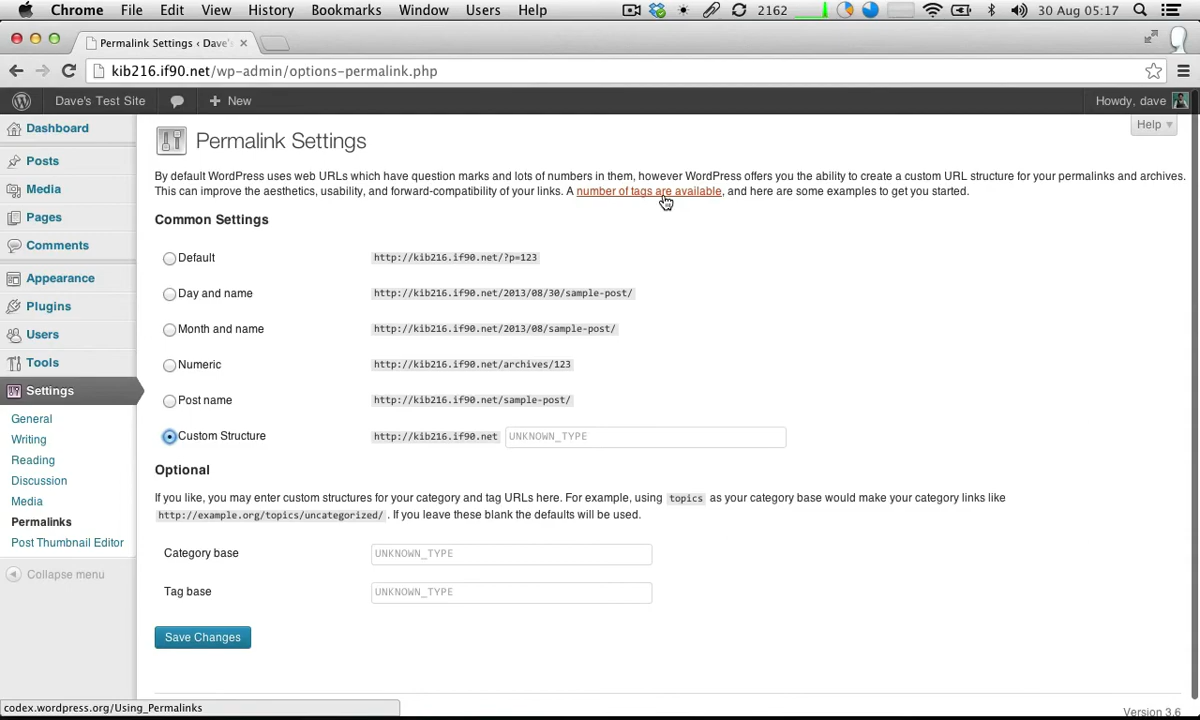 Chrome File Edit View History Bookmarks Window Users Help 2162 30 Aug 05:17
Permalink Settings ‹ Dave's
kib216.if90.net/wp-admin/options-permalink.php
Dave's Test Site + New Howdy, dave
Help
Dashboard
Posts
Media
Pages
Comments
Appearance
Plugins
Users
Tools
Settings
General
Writing
Reading
Discussion
Media
Permalinks
Post Thumbnail Editor
Collapse menu
Permalink Settings
By default WordPress uses web URLs which have question marks and lots of numbers in them, however WordPress offers you the ability to create a custom URL structure for your permalinks and archives.
This can improve the aesthetics, usability, and forward-compatibility of your links. A number of tags are available, and here are some examples to get you started.
Common Settings
Default http://kib216.if90.net/?p=123
Day and name http://kib216.if90.net/2013/08/30/sample-post/
Month and name http://kib216.if90.net/2013/08/sample-post/
Numeric http://kib216.if90.net/archives/123
Post name http://kib216.if90.net/sample-post/
Custom Structure http://kib216.if90.net UNKNOWN_TYPE
Optional
If you like, you may enter custom structures for your category and tag URLs here. For example, using topics as your category base would make your category links like
http://example.org/topics/uncategorized/ . If you leave these blank the defaults will be used.
Category base UNKNOWN_TYPE
Tag base UNKNOWN_TYPE
Save Changes
codex.wordpress.org/Using_Permalinks
Version 3.6